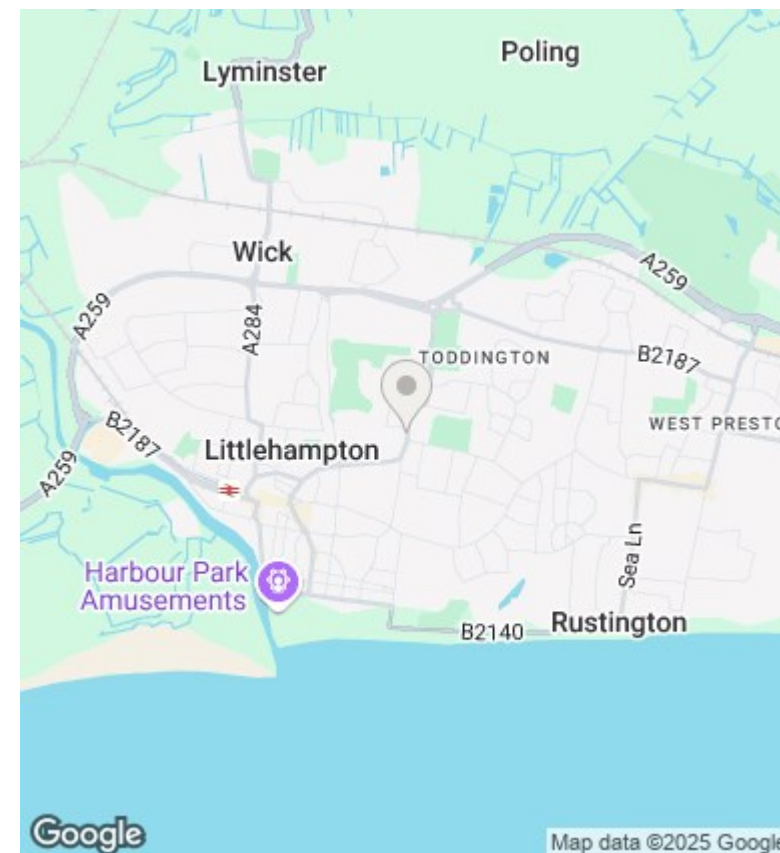 Poling
Lyminster
Wick
A259
A259
A284
TODDINGTON
B2187
WEST PRESTO
B2187
Littlehampton
A259
Sea Ln
Harbour Park
Amusements
B2140
Rustington
Google
Map data ©2025 Google